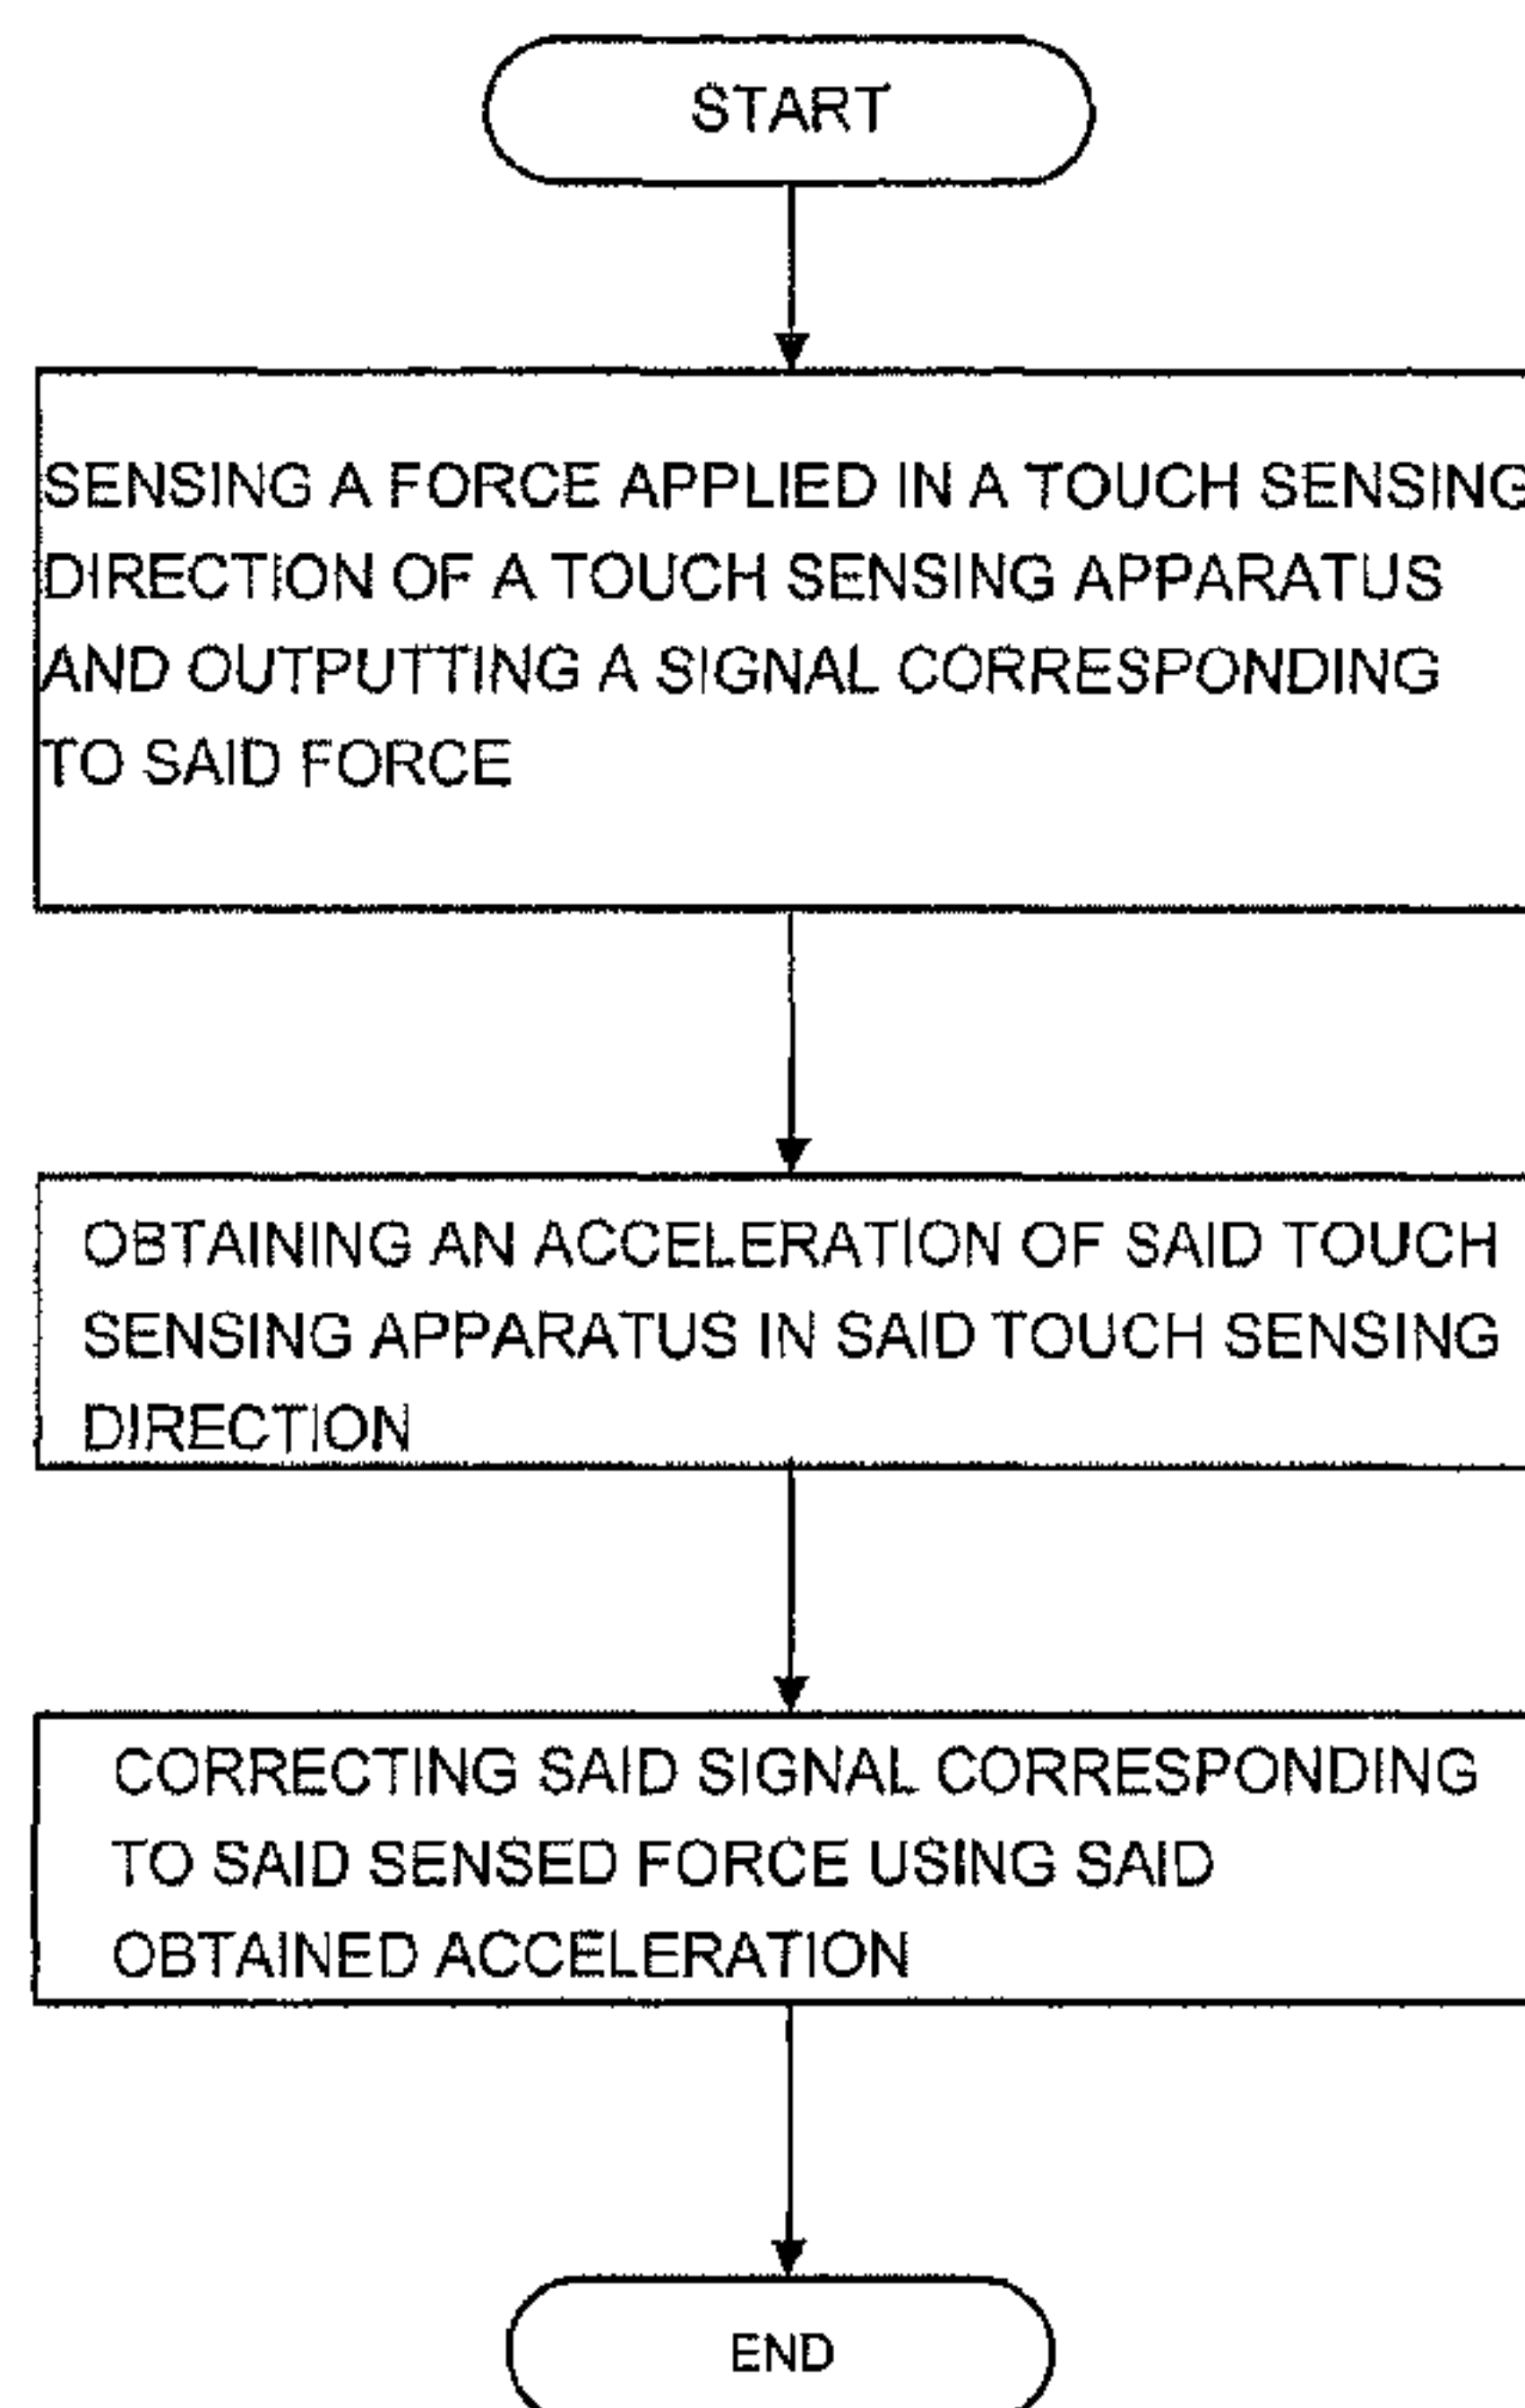 START
SENSING A FORCE APPLIED IN A TOUCH SENSING
DIRECTION OF A TOUCH SENSING APPARATUS
AND OUTPUTTING A SIGNAL CORRESPONDING
TO SAID FORCE
OBTAINING AN ACCELERATION OF SAID TOUCH
SENSING APPARATUS IN SAID TOUCH SENSING
DIRECTION
CORRECTING SAID SIGNAL CORRESPONDING
TO SAID SENSED FORCE USING SAID
OBTAINED ACCELERATION
END